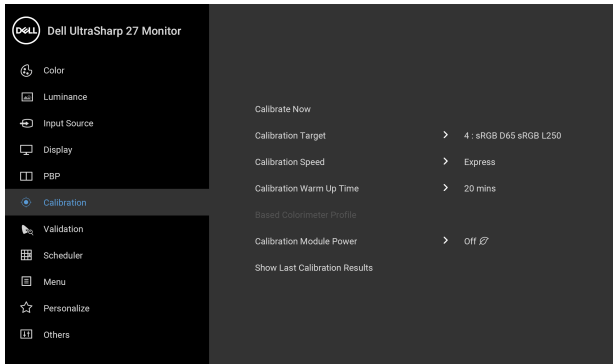 DELL Dell UltraSharp 27 Monitor
Color
Luminance
Input Source
Display
PBP
Calibration
Validation
Scheduler
Menu
Personalize
Others
Calibrate Now
Calibration Target > 4 : sRGB D65 sRGB L250
Calibration Speed > Express
Calibration Warm Up Time > 20 mins
Based Colorimeter Profile
Calibration Module Power > Off
Show Last Calibration Results